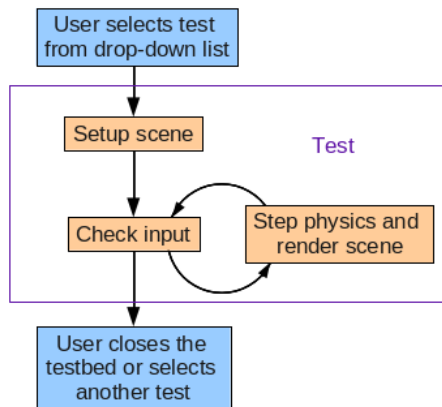 User selects test
from drop-down list
Setup scene
Test
Check input
Step physics and
render scene
User closes the
testbed or selects
another test